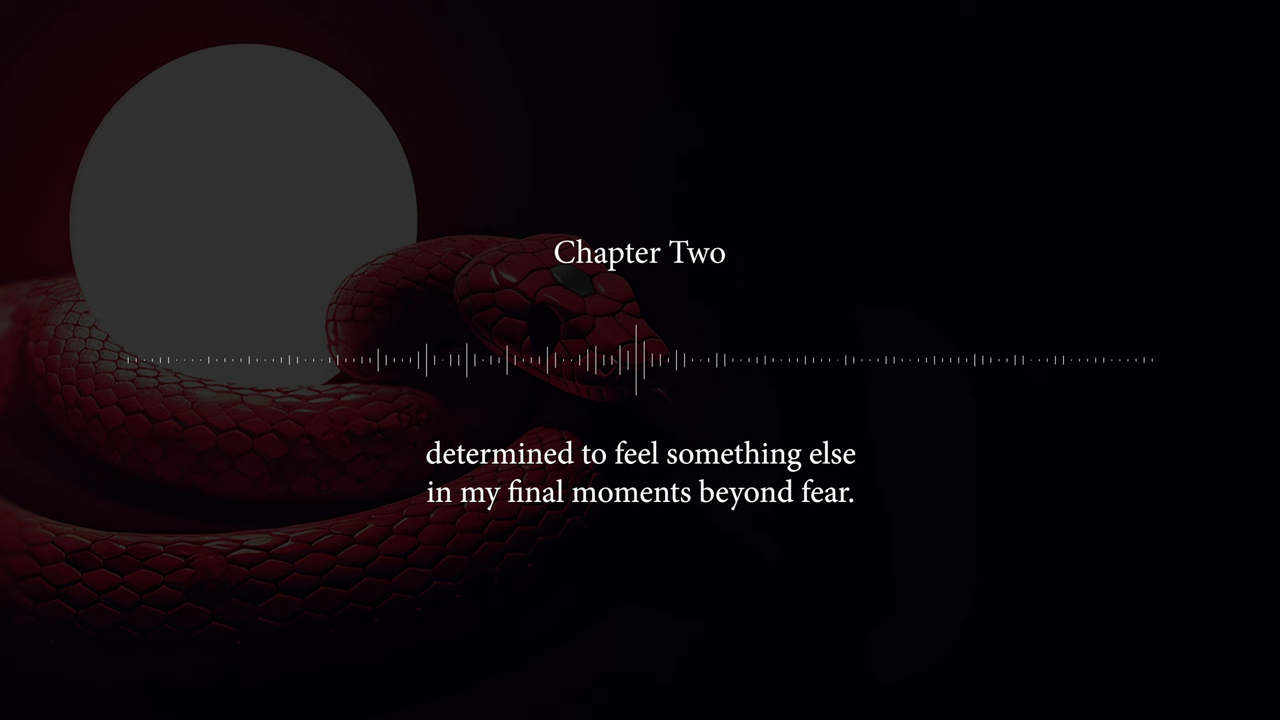 Chapter Two
determined to feel something else
in my final moments beyond fear.